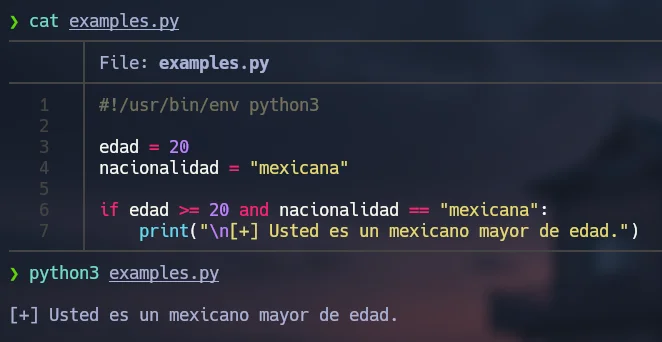 ❯ cat examples.py
File: examples.py
1 #!/usr/bin/env python3
2
3 edad = 20
4 nacionalidad = "mexicana"
5
6 if edad >= 20 and nacionalidad == "mexicana":
7     print("\n[+] Usted es un mexicano mayor de edad.")
❯ python3 examples.py
[+] Usted es un mexicano mayor de edad.